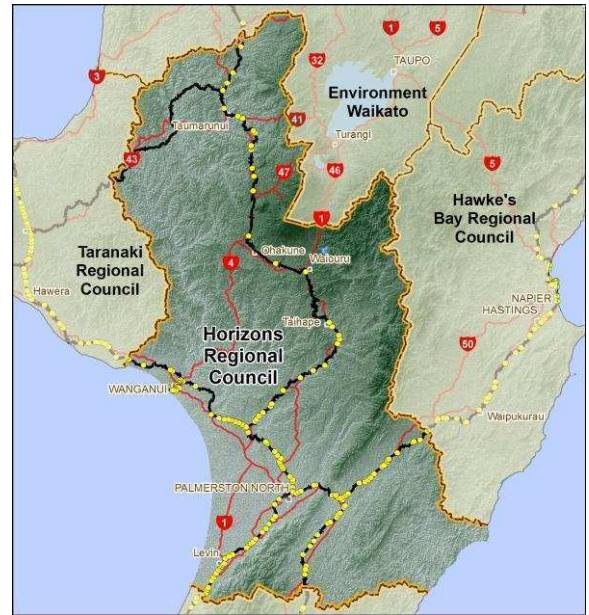 1
5
3
32
TAUPO
Environment
Waikato
Taumarunui
41
Turangi
43
47
46
5
1
Hawke's
Bay Regional
Council
Taranaki
Regional
Council
Ohakune
Waiouru
4
Hawera
Taihape
NAPIER
HASTINGS
Horizons
Regional
Council
50
WANGANUI
Waipukurau
PALMERSTON NORTH
1
Levin